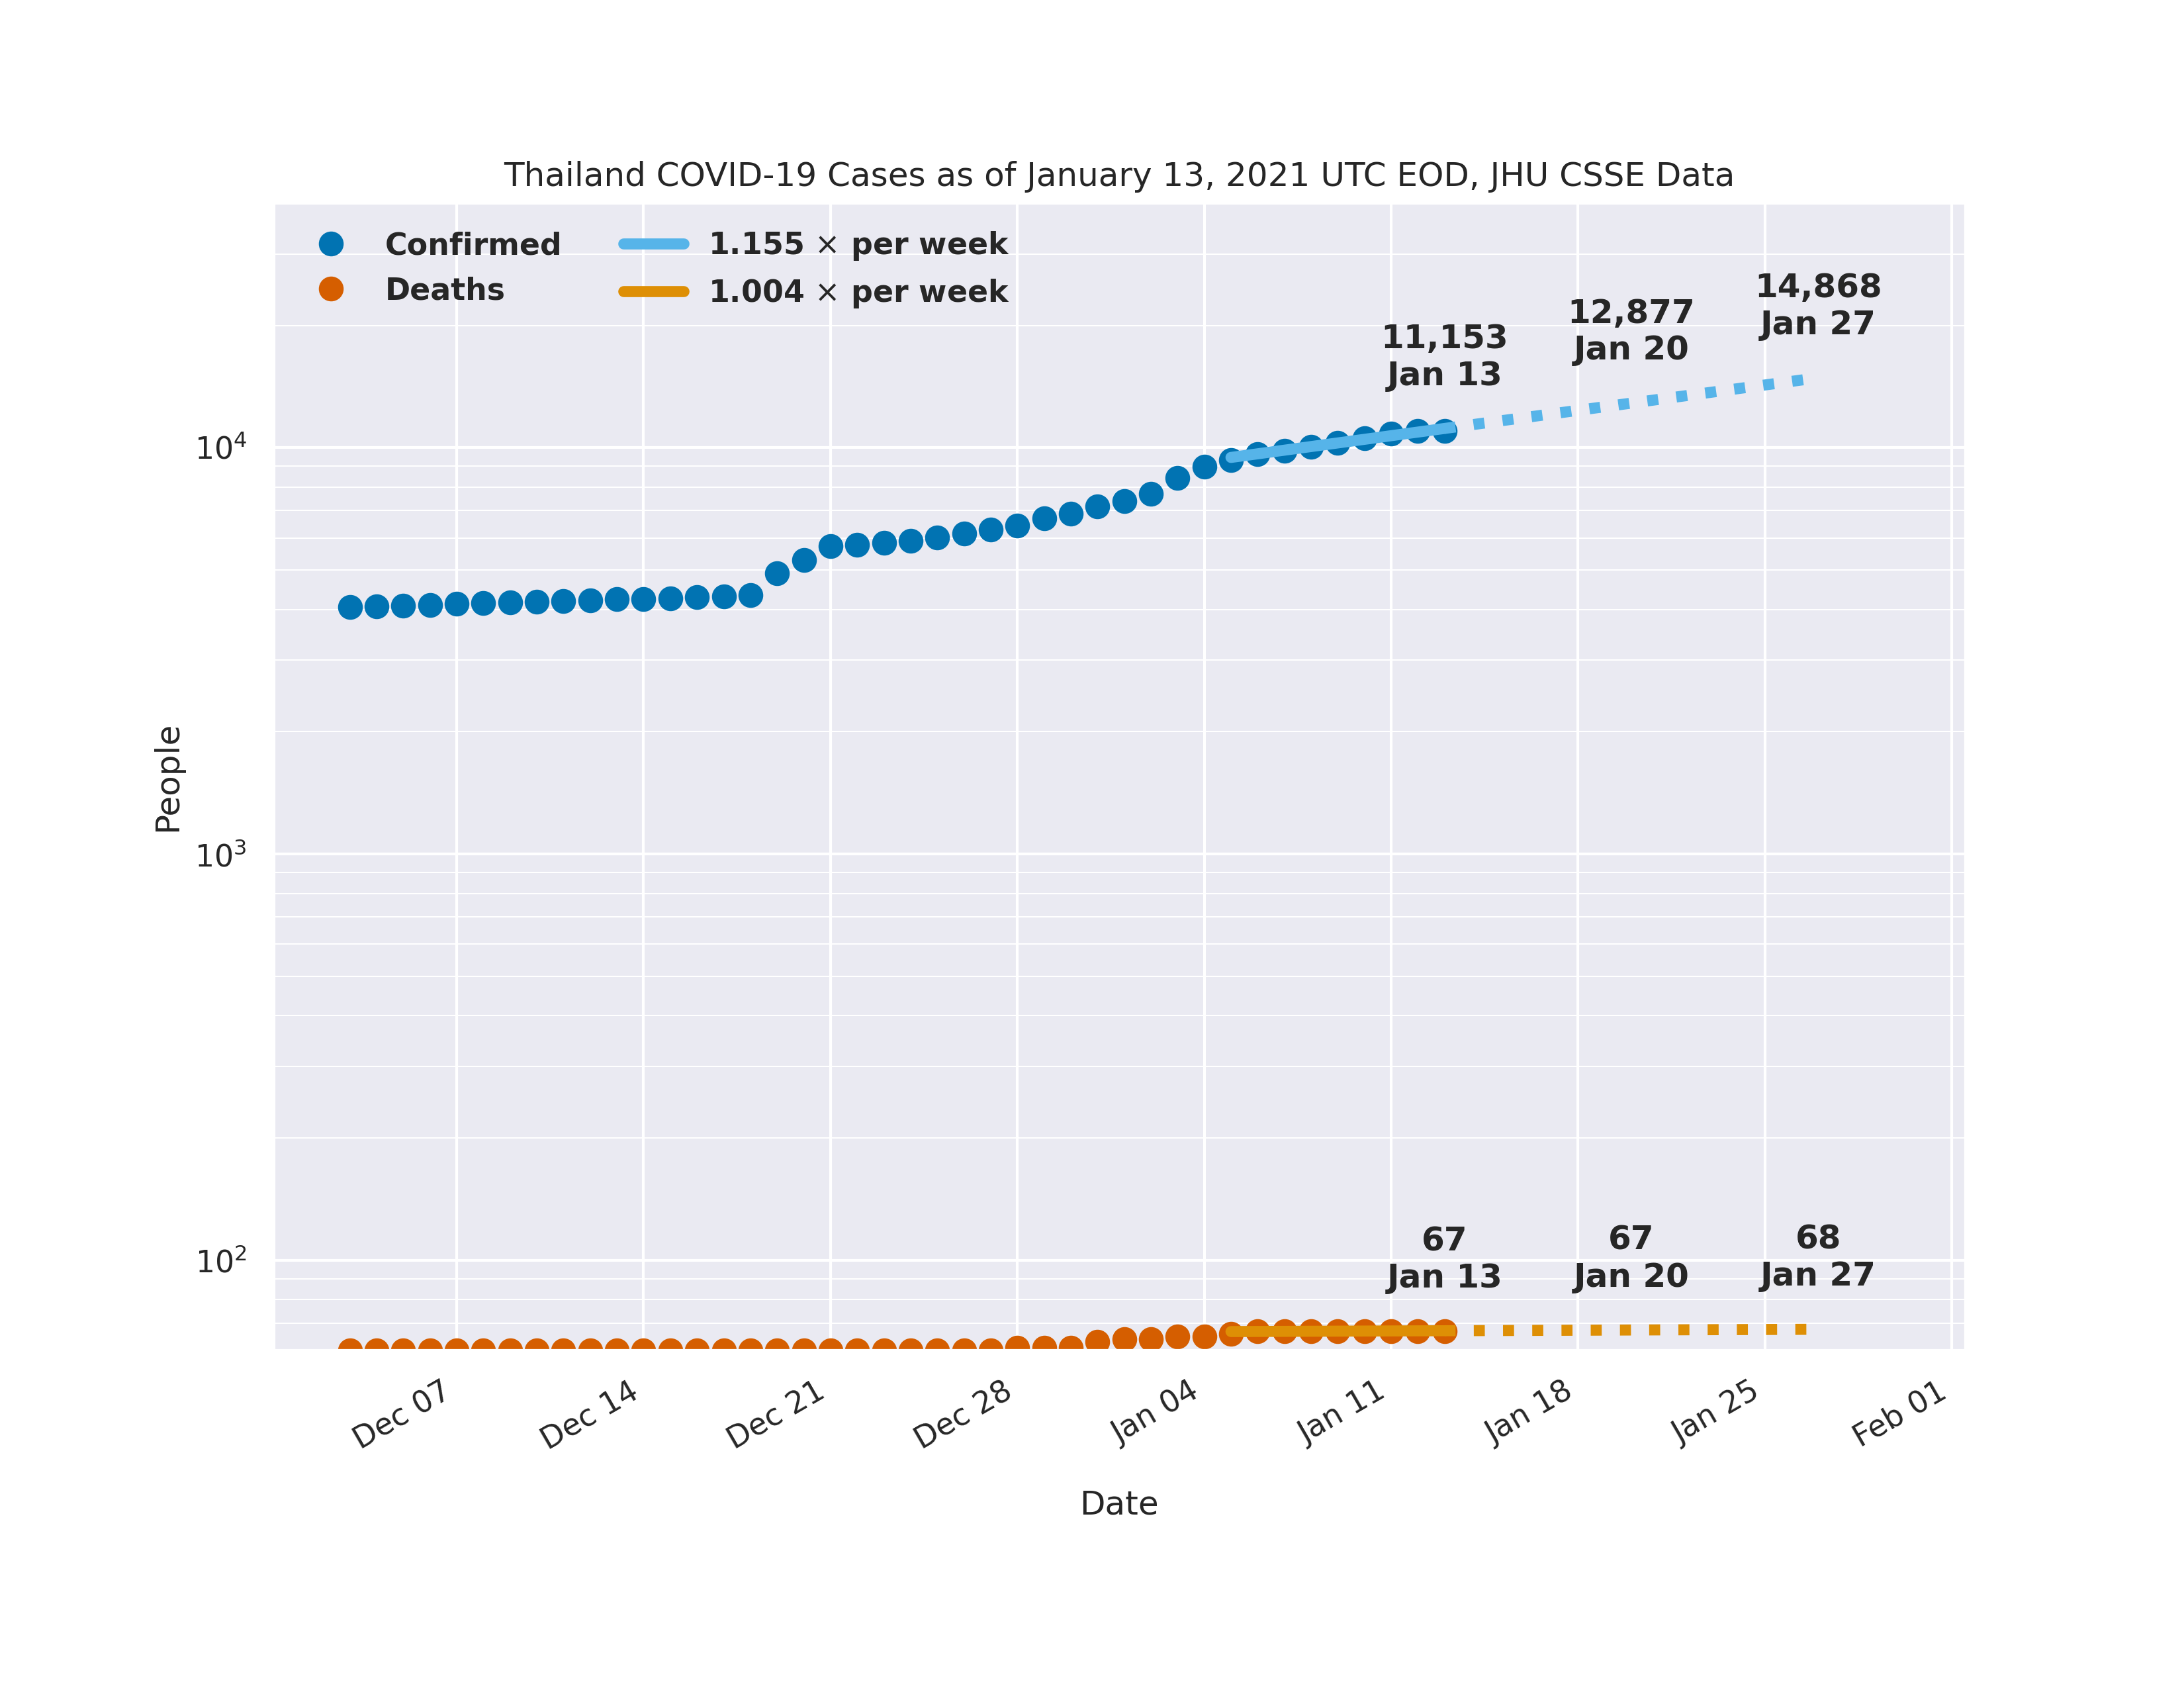 Thailand COVID-19 Cases as of January 13, 2021 UTC EOD, JHU CSSE Data
Confirmed
Deaths
1.155 × per week
1.004 × per week
11,153
Jan 13
12,877
Jan 20
14,868
Jan 27
10⁴
10³
10²
People
67
Jan 13
67
Jan 20
68
Jan 27
Dec 07
Dec 14
Dec 21
Dec 28
Jan 04
Jan 11
Jan 18
Jan 25
Feb 01
Date